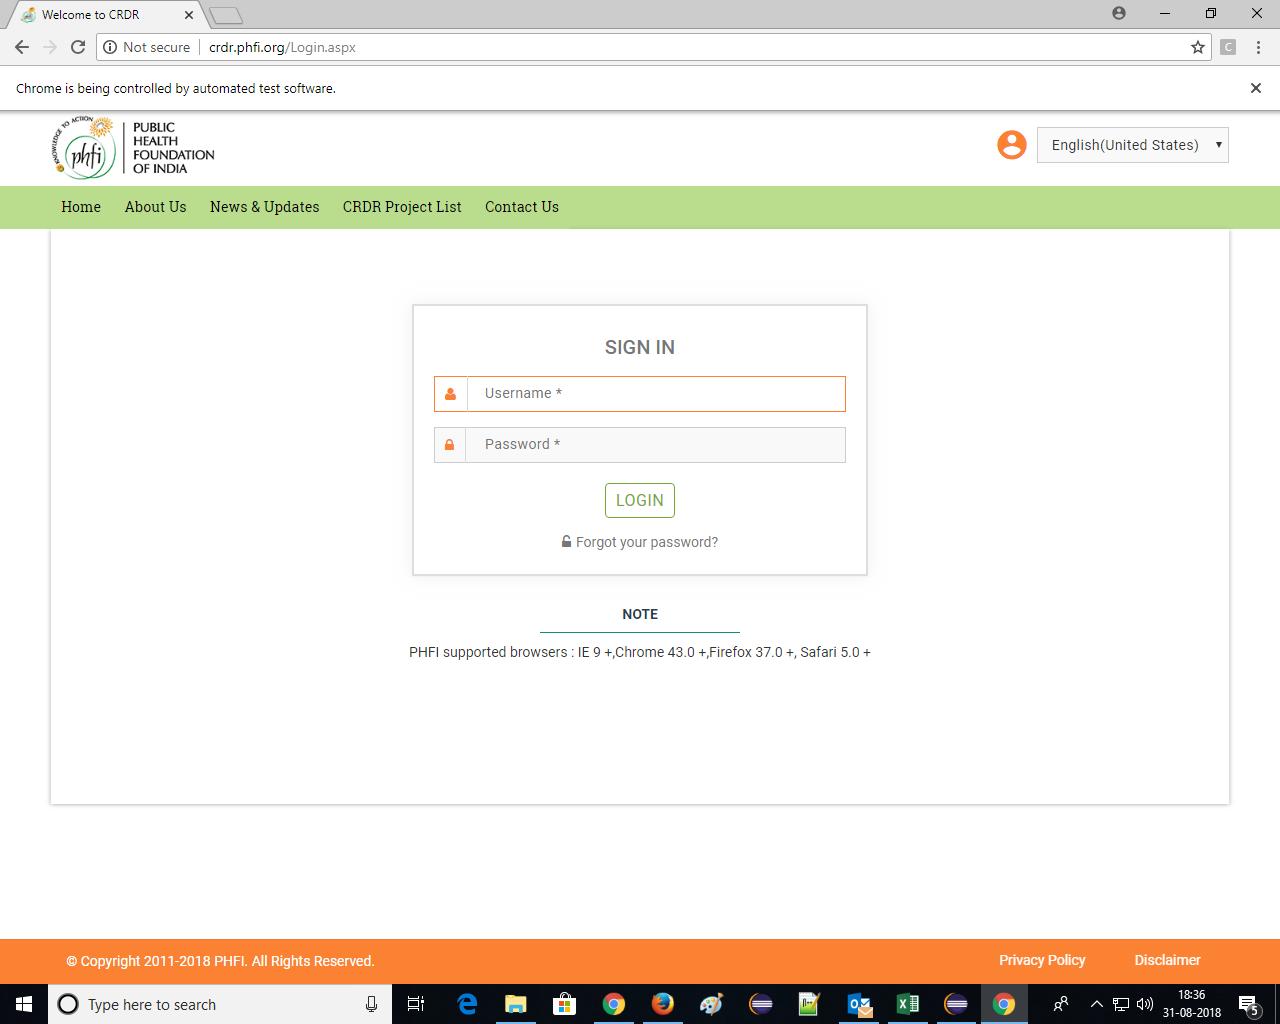 Welcome to CRDR
Not secure crdr.phfi.org/Login.aspx
C
Chrome is being controlled by automated test software.
KNOWLEDGE TO ACTION
phfi
PUBLIC
HEALTH
FOUNDATION
OF INDIA
English(United States)
Home About Us News & Updates CRDR Project List Contact Us
SIGN IN
Username *
Password *
LOGIN
Forgot your password?
NOTE
PHFI supported browsers : IE 9 +,Chrome 43.0 +,Firefox 37.0 +, Safari 5.0 +
© Copyright 2011-2018 PHFI. All Rights Reserved. Privacy Policy Disclaimer
Type here to search
18:36
31-08-2018
5